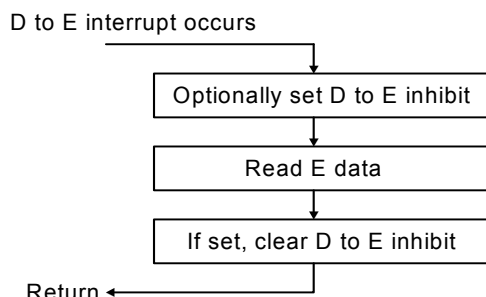 D to E interrupt occurs
Optionally set D to E inhibit
Read E data
If set, clear D to E inhibit
Return